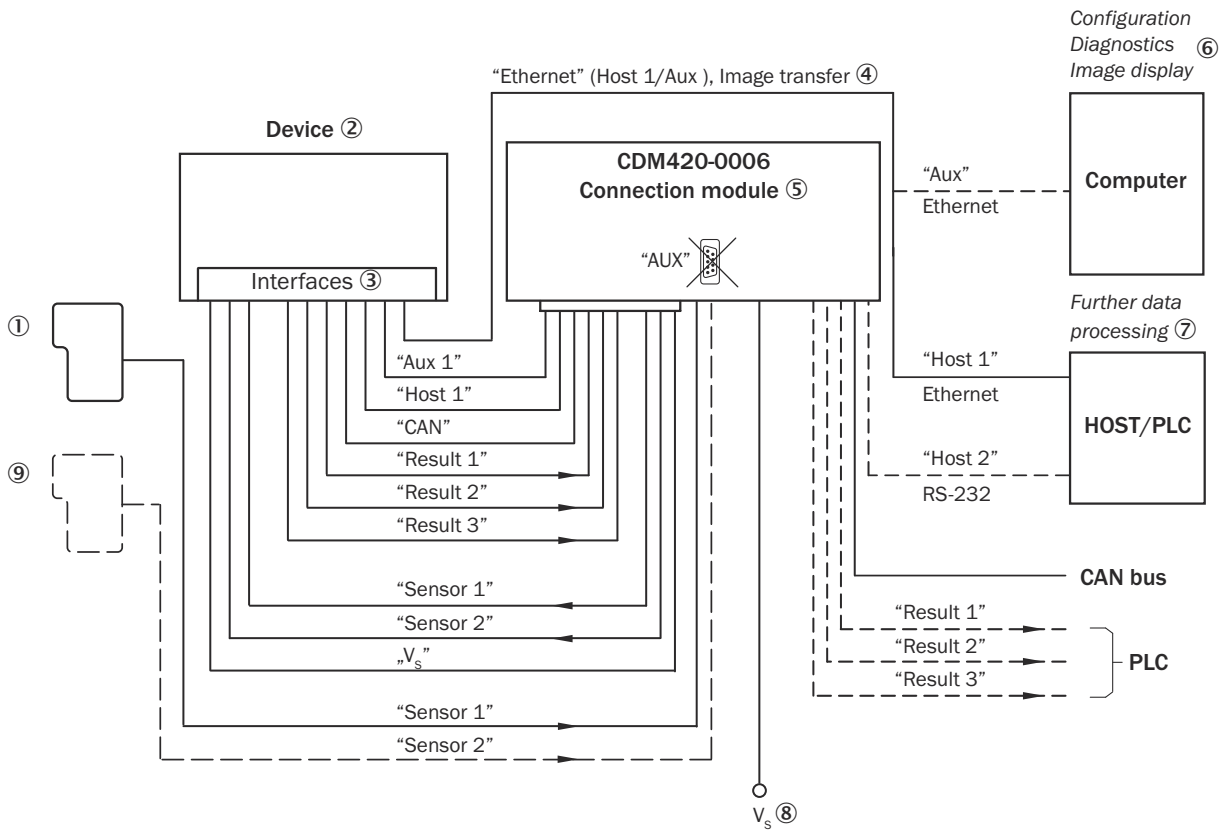 Configuration
Diagnostics ⑥
Image display
“Ethernet” (Host 1/Aux ), Image transfer ④
Device ②
CDM420-0006
Connection module ⑤
“Aux”
Ethernet
Computer
“AUX”
Interfaces ③
①
Further data
processing ⑦
“Aux 1”
“Host 1”
“CAN”
“Result 1”
“Result 2”
“Result 3”
“Host 1”
Ethernet
HOST/PLC
“Host 2”
RS-232
⑨
“Sensor 1”
“Sensor 2”
„Vs”
CAN bus
“Result 1”
“Result 2”
“Result 3”
PLC
“Sensor 1”
“Sensor 2”
Vs ⑧